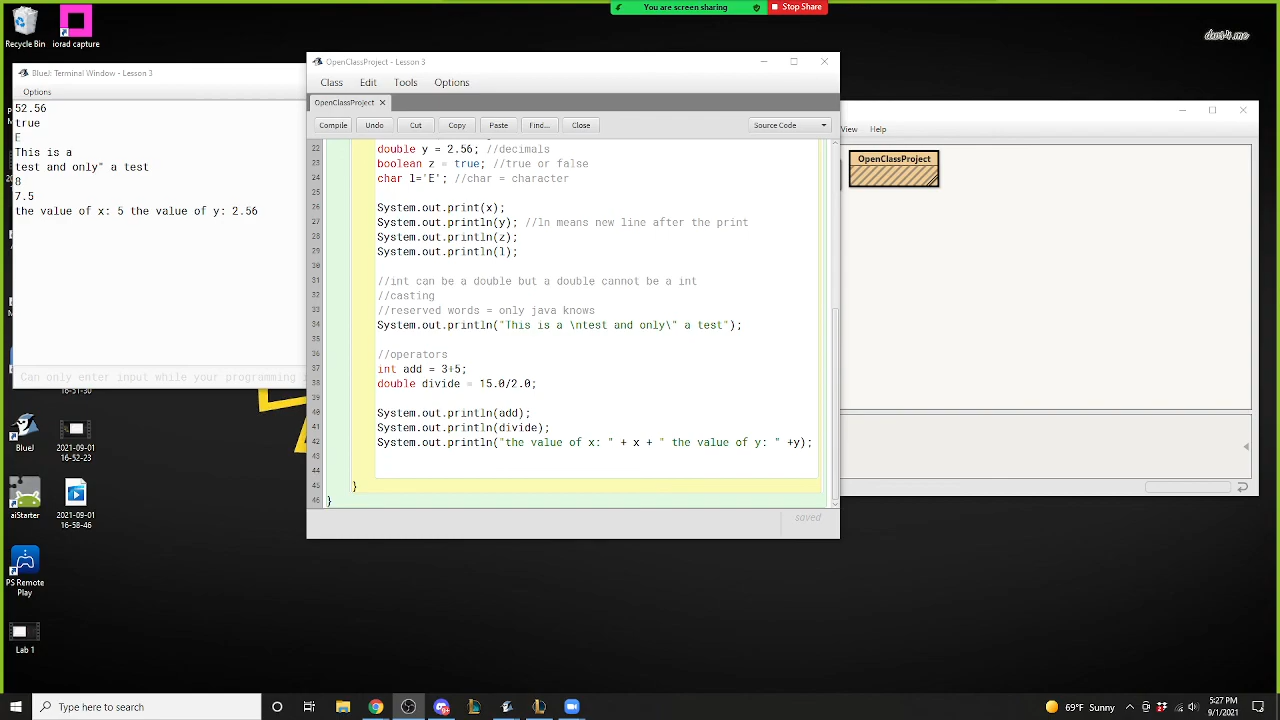 You are screen sharing
Stop Share
Recycle Bin
iorad capture
BlueJ: Terminal Window - Lesson 3
Options
52.56
true
E
This is a
test and only" a test
8
7.5
the value of x: 5 the value of y: 2.56
Can only enter input while your programming
16-51-30
BlueJ
2021-09-01
16-52-23
aiStarter
2021-09-01
16-58-46
PS Remote
Play
Lab 1
OpenClassProject - Lesson 3
Class Edit Tools Options
OpenClassProject
Compile Undo Cut Copy Paste Find... Close Source Code
22 double y = 2.56; //decimals
23 boolean z = true; //true or false
24 char l='E'; //char = character
25
26 System.out.print(x);
27 System.out.println(y); //ln means new line after the print
28 System.out.println(z);
29 System.out.println(l);
30
31 //int can be a double but a double cannot be a int
32 //casting
33 //reserved words = only java knows
34 System.out.println("This is a \ntest and only\" a test");
35
36 //operators
37 int add = 3+5;
38 double divide = 15.0/2.0;
39
40 System.out.println(add);
41 System.out.println(divide);
42 System.out.println("the value of x: " + x + " the value of y: " +y);
43
44
45 }
46 }
saved
View Help
OpenClassProject
Type here to search
69°F Sunny
5:27 PM
9/1/2021